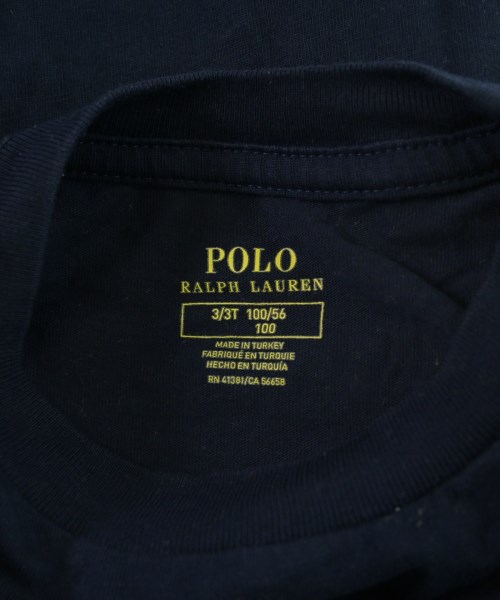 POLO
RALPH LAUREN
3/3T 100/56
100
MADE IN TURKEY
FABRIQUÉ EN TURQUIE
HECHO EN TURQUÍA
RN 41381/CA 56658